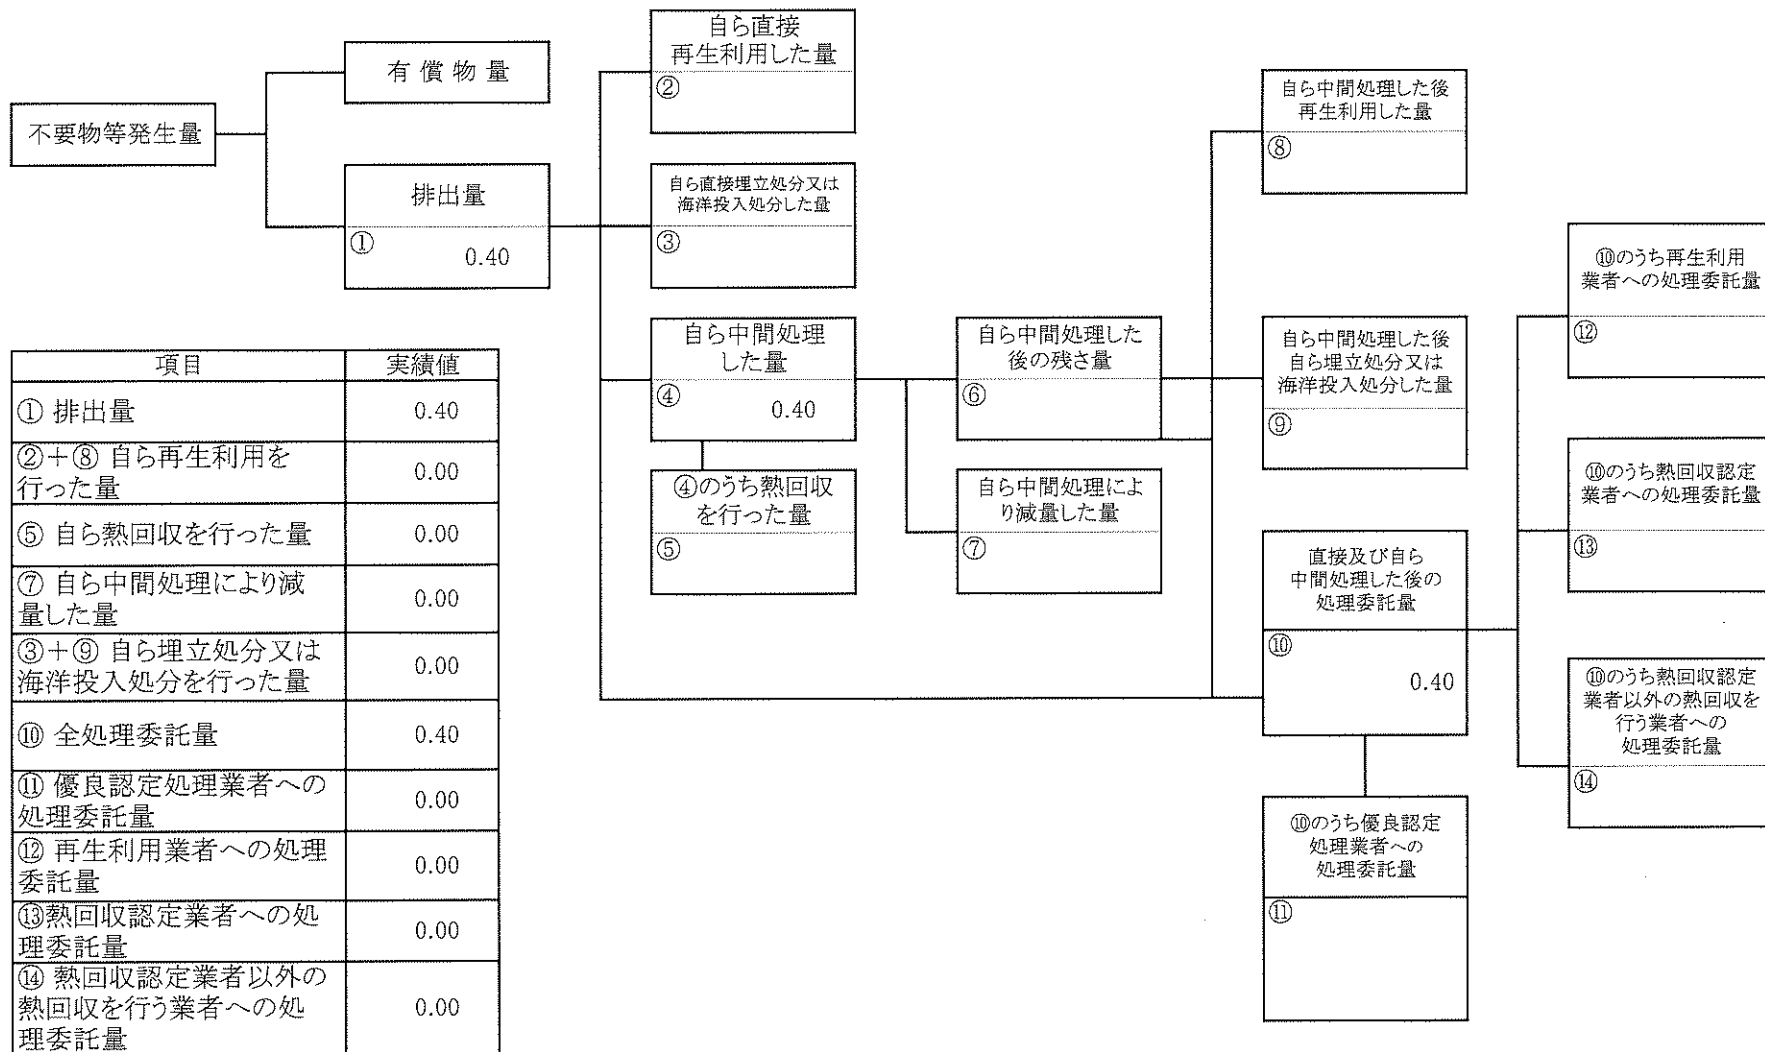 不要物等発生量
有償物量
排出量
①
0.40
自ら直接
再生利用した量
②
自ら直接埋立処分又は
海洋投入処分した量
③
自ら中間処理
した量
④
0.40
④のうち熱回収
を行った量
⑤
自ら中間処理した
後の残さ量
⑥
自ら中間処理によ
り減量した量
⑦
自ら中間処理した後
再生利用した量
⑧
自ら中間処理した後
自ら埋立処分又は
海洋投入処分した量
⑨
直接及び自ら
中間処理した後の
処理委託量
⑩
0.40
⑩のうち優良認定
処理業者への
処理委託量
⑪
⑩のうち再生利用
業者への処理委託量
⑫
⑩のうち熱回収認定
業者への処理委託量
⑬
⑩のうち熱回収認定
業者以外の熱回収を
行う業者への
処理委託量
⑭
項目 実績値
① 排出量 0.40
②+⑧ 自ら再生利用を
行った量 0.00
⑤ 自ら熱回収を行った量 0.00
⑦ 自ら中間処理により減
量した量 0.00
③+⑨ 自ら埋立処分又は
海洋投入処分を行った量 0.00
⑩ 全処理委託量 0.40
⑪ 優良認定処理業者への
処理委託量 0.00
⑫ 再生利用業者への処理
委託量 0.00
⑬熱回収認定業者への処
理委託量 0.00
⑭ 熱回収認定業者以外の
熱回収を行う業者への処
理委託量 0.00